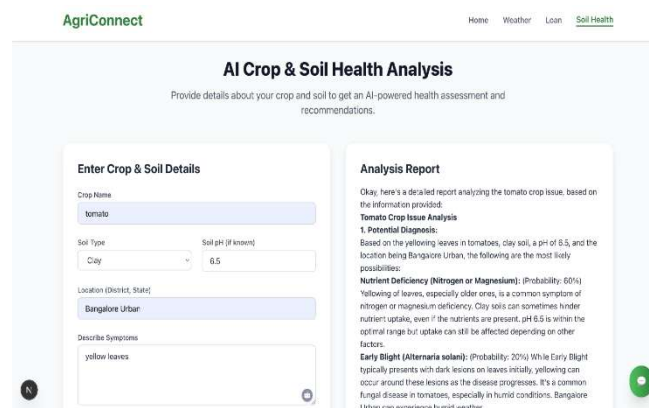 AgriConnect
Home Weather Loan Soil Health
AI Crop & Soil Health Analysis
Provide details about your crop and soil to get an AI-powered health assessment and
recommendations.
Enter Crop & Soil Details
Crop Name
tomato
Soil Type
Soil pH (if known)
Clay
6.5
Location (District, State)
Bangalore Urban
Describe Symptoms
yellow leaves
N
Analysis Report
Okay, here's a detailed report analyzing the tomato crop issue, based on
the information provided:
Tomato Crop Issue Analysis
1. Potential Diagnosis:
Based on the yellowing leaves in tomatoes, clay soil, a pH of 6.5, and the
location being Bangalore Urban, the following are the most likely
possibilities:
Nutrient Deficiency (Nitrogen or Magnesium): (Probability: 60%)
Yellowing of leaves, especially older ones, is a common symptom of
nitrogen or magnesium deficiency. Clay soils can sometimes hinder
nutrient uptake, even if the nutrients are present. pH 6.5 is within the
optimal range but uptake can still be affected depending on other
factors.
Early Blight (Alternaria solani): (Probability: 20%) While Early Blight
typically presents with dark lesions on leaves initially, yellowing can
occur around these lesions as the disease progresses. It's a common
fungal disease in tomatoes, especially in humid conditions. Bangalore
Urban can experience humid weather.